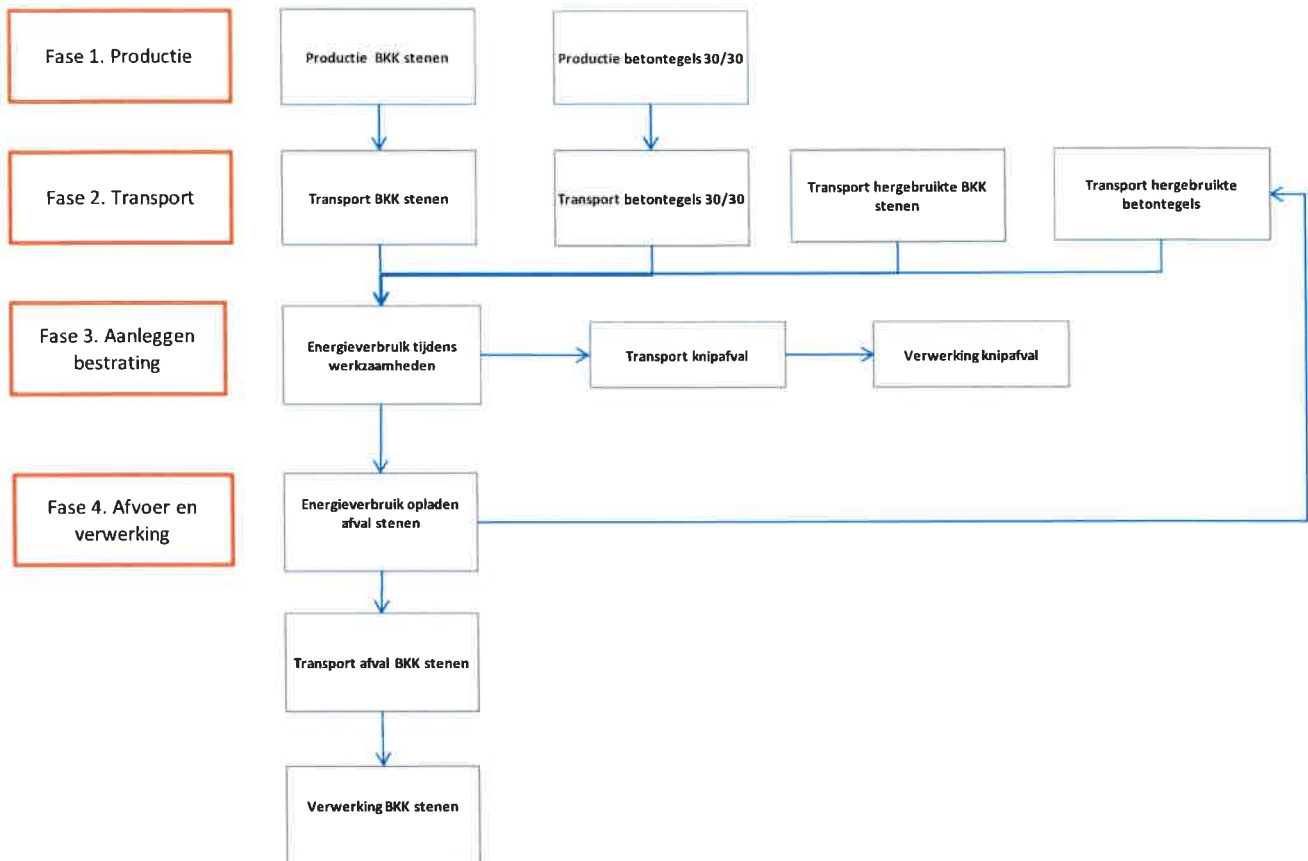 Fase 1. Productie
Productie BKK stenen
Productie betontegels 30/30
Fase 2. Transport
Transport BKK stenen
Transport betontegels 30/30
Transport hergebruikte BKK
stenen
Transport hergebruikte
betontegels
Fase 3. Aanleggen
bestrating
Energieverbruik tijdens
werkzaamheden
Transport knipafval
Verwerking knipafval
Fase 4. Afvoer en
verwerking
Energieverbruik opladen
afval stenen
Transport afval BKK stenen
Verwerking BKK stenen